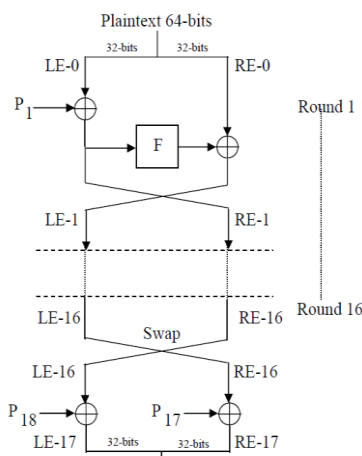 Plaintext 64-bits
32-bits 32-bits
LE-0 RE-0
P1 Round 1
F
LE-1 RE-1
LE-16 RE-16 Round 16
Swap
LE-16 RE-16
P18 P17
LE-17 32-bits 32-bits RE-17